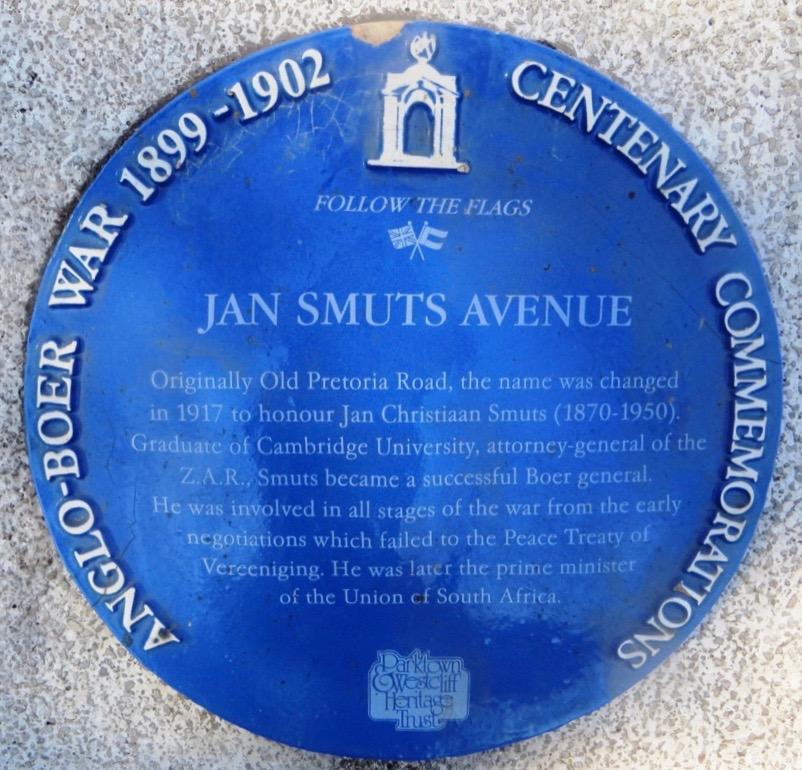 ANGLO-BOER WAR 1899-1902
CENTENARY COMMEMORATIONS
FOLLOW THE FLAGS
JAN SMUTS AVENUE
Originally Old Pretoria Road, the name was changed
in 1917 to honour Jan Christiaan Smuts (1870-1950).
Graduate of Cambridge University, attorney-general of the
Z.A.R., Smuts became a successful Boer general.
He was involved in all stages of the war from the early
negotiations which failed to the Peace Treaty of
Vereeniging. He was later the prime minister
of the Union of South Africa.
Parktown
&Westcliff
Heritage
Trust